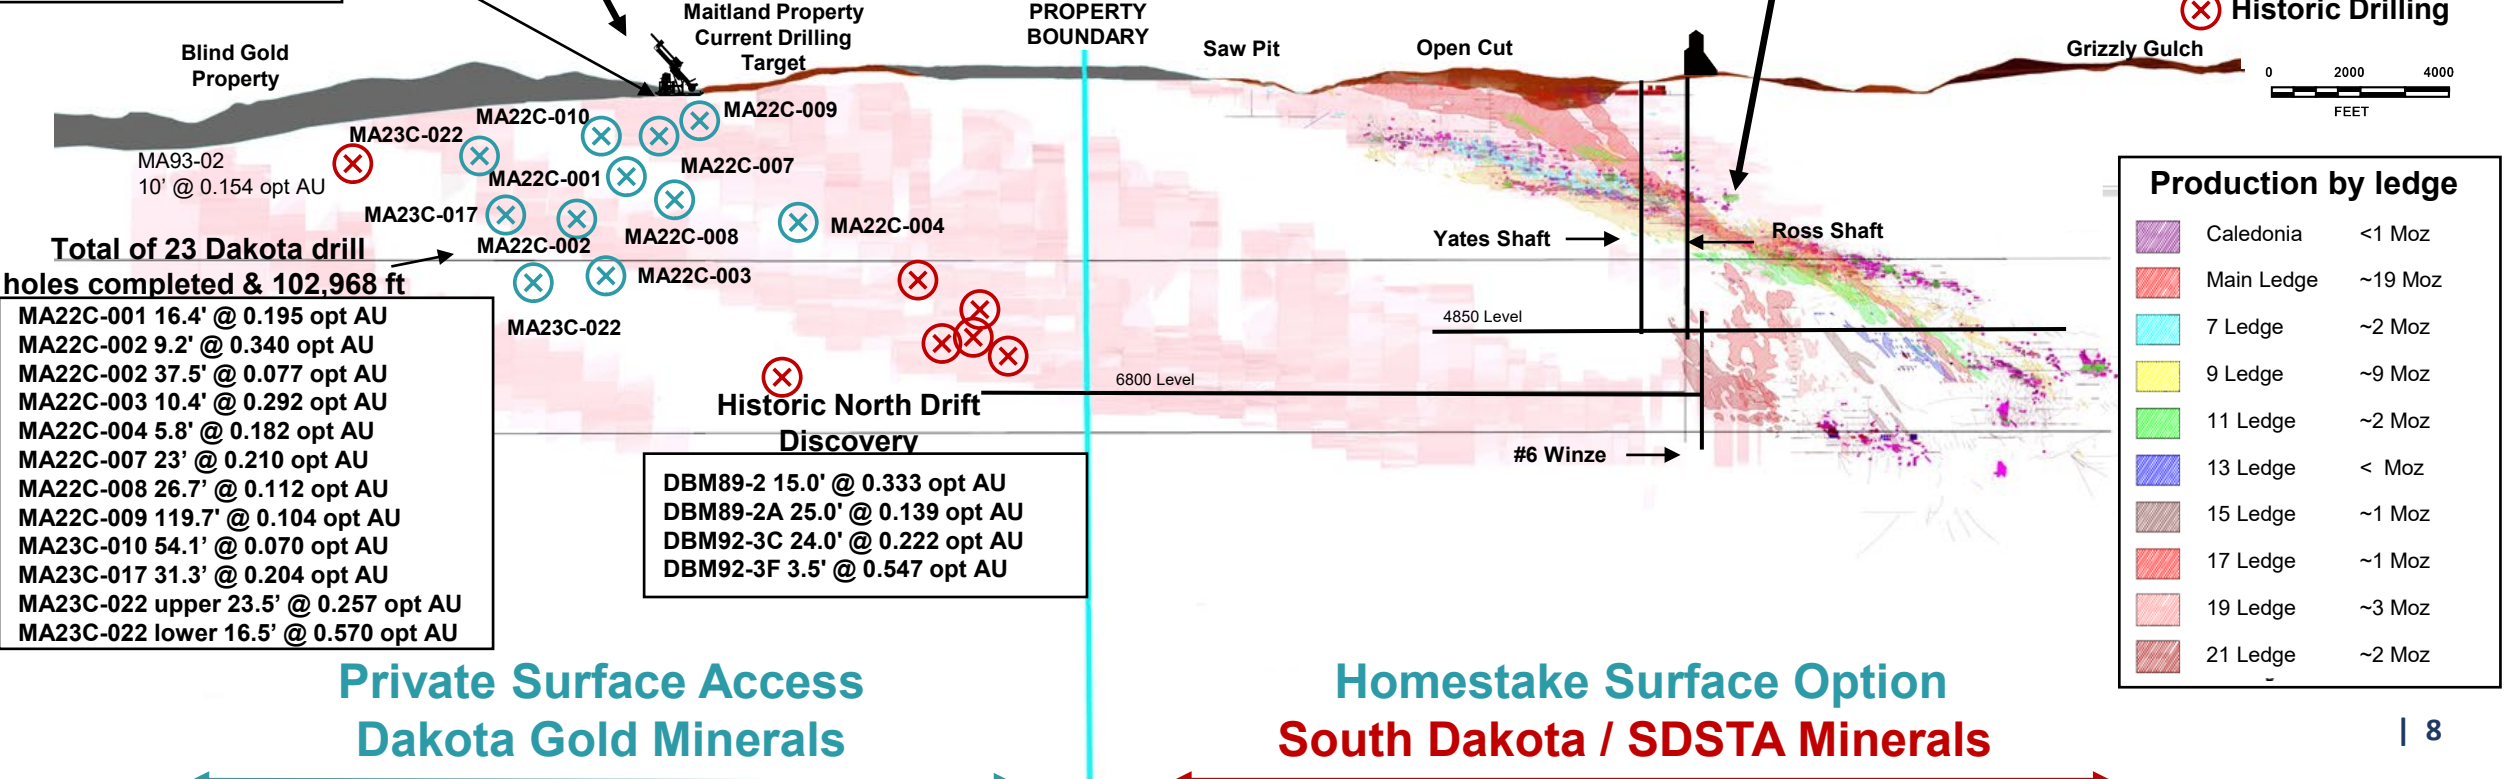 Historic Drilling
Maitland Property
Current Drilling
Target
PROPERTY
BOUNDARY
Blind Gold
Property
Saw Pit
Open Cut
Grizzly Gulch
0 2000 4000
FEET
MA22C-010
MA22C-009
MA23C-022
MA93-02
10’ @ 0.154 opt AU
MA22C-007
MA22C-001
MA23C-017
MA22C-004
MA22C-008
MA22C-002
MA22C-003
MA23C-022
Yates Shaft
Ross Shaft
4850 Level
6800 Level
#6 Winze
Total of 23 Dakota drill
holes completed & 102,968 ft
MA22C-001 16.4' @ 0.195 opt AU
MA22C-002 9.2' @ 0.340 opt AU
MA22C-002 37.5' @ 0.077 opt AU
MA22C-003 10.4' @ 0.292 opt AU
MA22C-004 5.8' @ 0.182 opt AU
MA22C-007 23’ @ 0.210 opt AU
MA22C-008 26.7’ @ 0.112 opt AU
MA22C-009 119.7' @ 0.104 opt AU
MA23C-010 54.1’ @ 0.070 opt AU
MA23C-017 31.3’ @ 0.204 opt AU
MA23C-022 upper 23.5’ @ 0.257 opt AU
MA23C-022 lower 16.5’ @ 0.570 opt AU
Historic North Drift
Discovery
DBM89-2 15.0' @ 0.333 opt AU
DBM89-2A 25.0' @ 0.139 opt AU
DBM92-3C 24.0' @ 0.222 opt AU
DBM92-3F 3.5' @ 0.547 opt AU
Production by ledge
Caledonia <1 Moz
Main Ledge ~19 Moz
7 Ledge ~2 Moz
9 Ledge ~9 Moz
11 Ledge ~2 Moz
13 Ledge < Moz
15 Ledge ~1 Moz
17 Ledge ~1 Moz
19 Ledge ~3 Moz
21 Ledge ~2 Moz
Private Surface Access
Dakota Gold Minerals
Homestake Surface Option
South Dakota / SDSTA Minerals
| 8